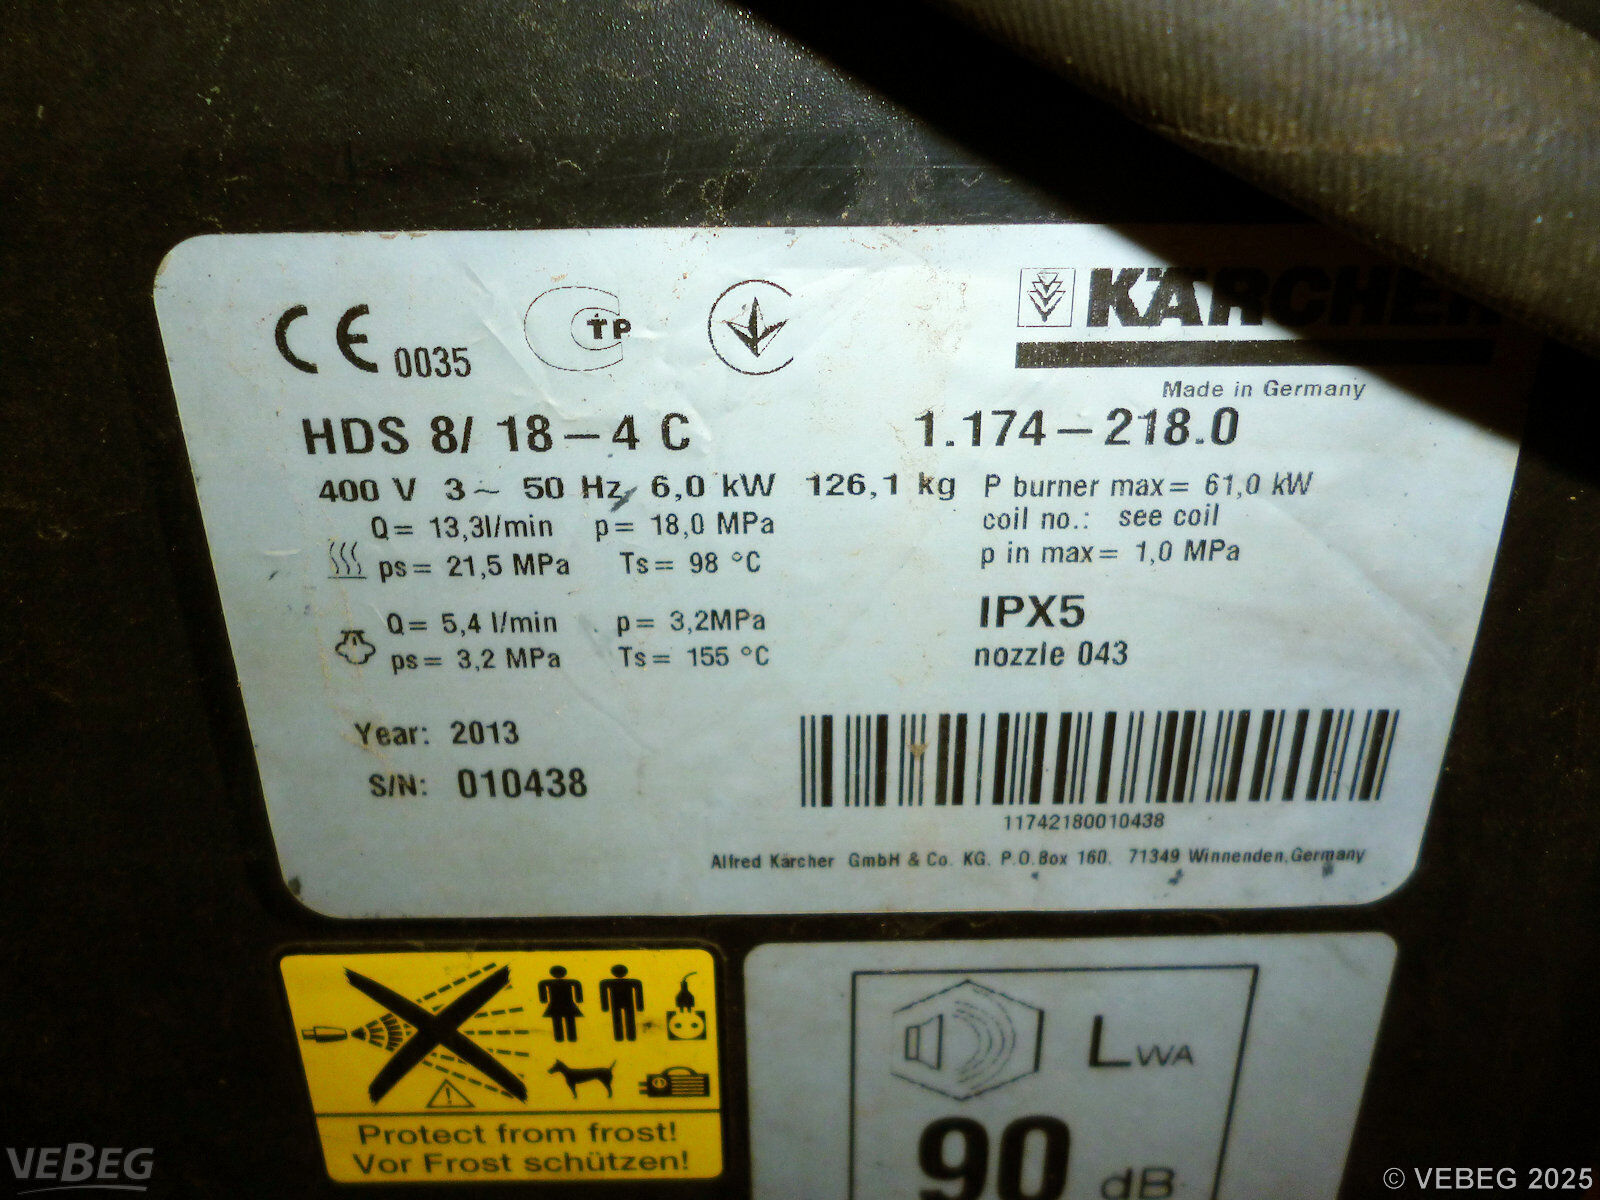 CE 0035
TP
KÄRCHER
Made in Germany
HDS 8/ 18-4 C 1.174-218.0
400 V 3~ 50 Hz, 6,0 kW 126,1 kg P burner max= 61,0 kW
Q= 13,3l/min p= 18,0 MPa coil no.: see coil
ps= 21,5 MPa Ts= 98 °C p in max= 1,0 MPa
Q= 5,4 l/min p= 3,2MPa IPX5
ps= 3,2 MPa Ts= 155 °C nozzle 043
Year: 2013
S/N: 010438
11742180010438
Alfred Kärcher GmbH & Co. KG. P.O.Box 160. 71349 Winnenden,Germany
Protect from frost!
Vor Frost schützen!
LWA
90 dB
VEBEG
© VEBEG 2025